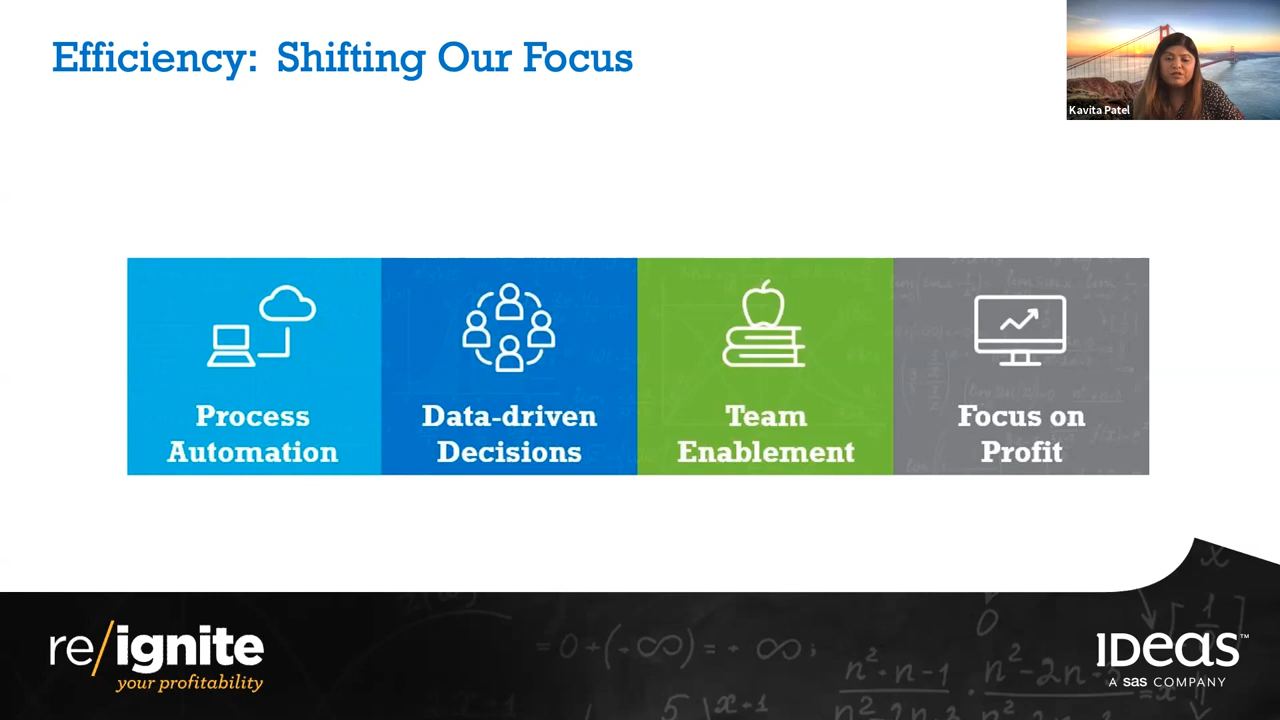 Efficiency: Shifting Our Focus
Kavita Patel
Process
Automation
Data-driven
Decisions
Team
Enablement
Focus on
Profit
re/ignite
your profitability
IDeaS™
A sas COMPANY